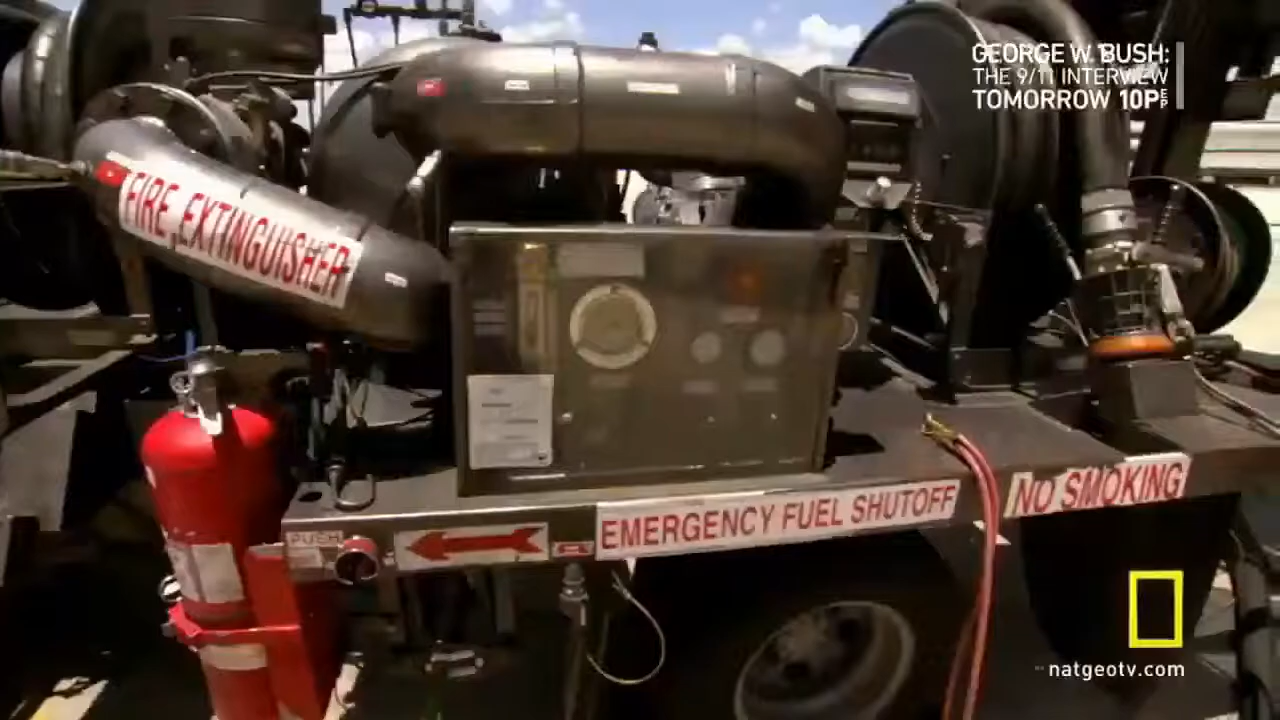 GEORGE W. BUSH:
THE 9/11 INTERVIEW
TOMORROW 10P
FIRE EXTINGUISHER
PUSH
EMERGENCY FUEL SHUTOFF
NO SMOKING
natgeotv.com